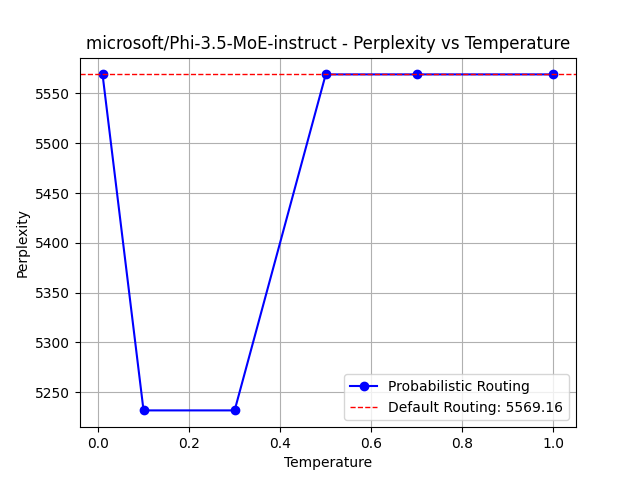 microsoft/Phi-3.5-MoE-instruct - Perplexity vs Temperature
5550
5500
5450
5400
5350
5300
5250
Perplexity
Probabilistic Routing
Default Routing: 5569.16
0.0 0.2 0.4 0.6 0.8 1.0
Temperature